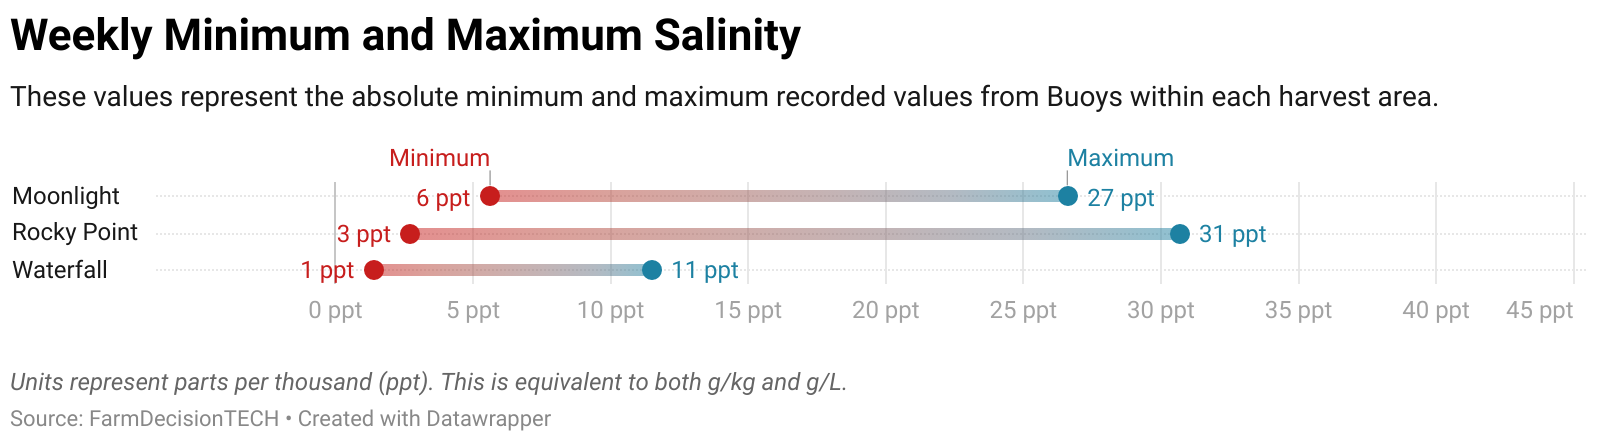 Weekly Minimum and Maximum Salinity
These values represent the absolute minimum and maximum recorded values from Buoys within each harvest area.
Minimum Maximum
Moonlight 6 ppt 27 ppt
Rocky Point 3 ppt 31 ppt
Waterfall 1 ppt 11 ppt
0 ppt 5 ppt 10 ppt 15 ppt 20 ppt 25 ppt 30 ppt 35 ppt 40 ppt 45 ppt
Units represent parts per thousand (ppt). This is equivalent to both g/kg and g/L.
Source: FarmDecisionTECH • Created with Datawrapper